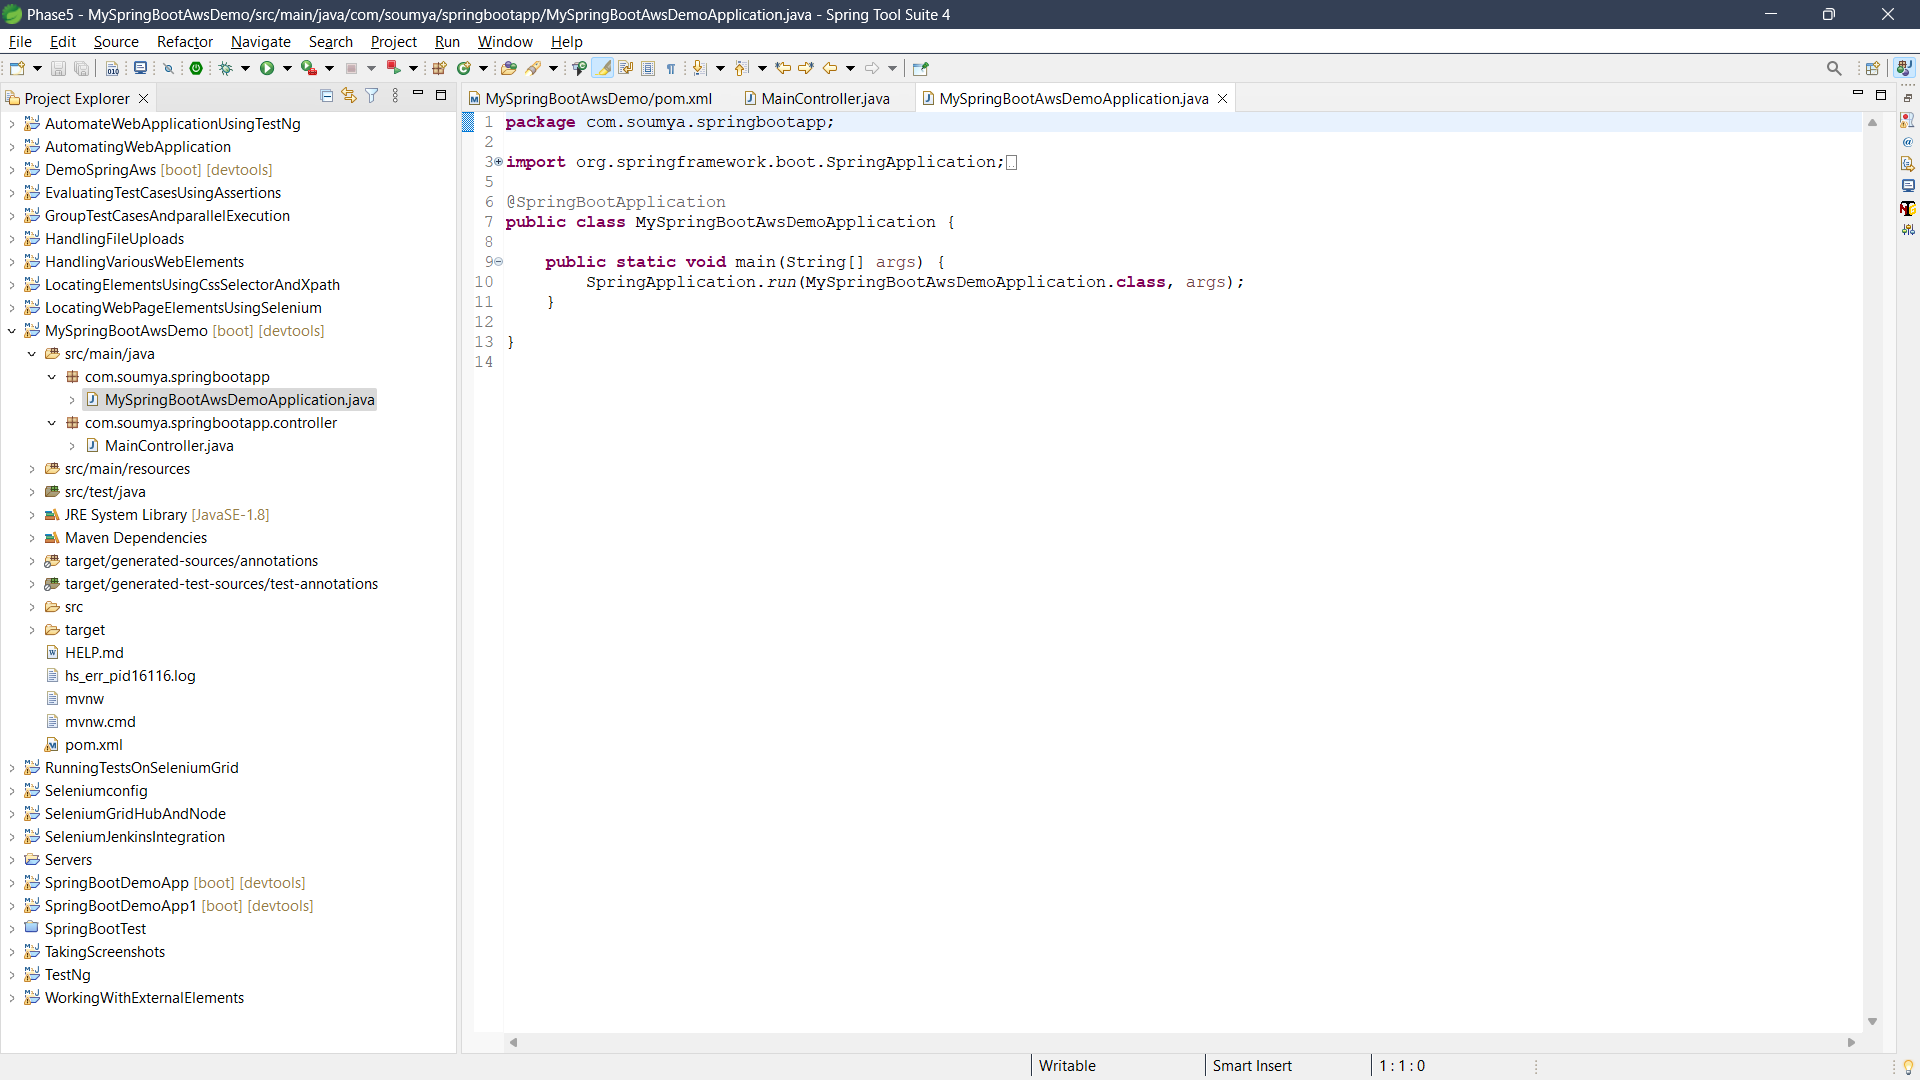 Phase5 - MySpringBootAwsDemo/src/main/java/com/soumya/springbootapp/MySpringBootAwsDemoApplication.java - Spring Tool Suite 4
File Edit Source Refactor Navigate Search Project Run Window Help
Project Explorer
AutomateWebApplicationUsingTestNg
AutomatingWebApplication
DemoSpringAws [boot] [devtools]
EvaluatingTestCasesUsingAssertions
GroupTestCasesAndparallelExecution
HandlingFileUploads
HandlingVariousWebElements
LocatingElementsUsingCssSelectorAndXpath
LocatingWebPageElementsUsingSelenium
MySpringBootAwsDemo [boot] [devtools]
src/main/java
com.soumya.springbootapp
MySpringBootAwsDemoApplication.java
com.soumya.springbootapp.controller
MainController.java
src/main/resources
src/test/java
JRE System Library [JavaSE-1.8]
Maven Dependencies
target/generated-sources/annotations
target/generated-test-sources/test-annotations
src
target
HELP.md
hs_err_pid16116.log
mvnw
mvnw.cmd
pom.xml
RunningTestsOnSeleniumGrid
Seleniumconfig
SeleniumGridHubAndNode
SeleniumJenkinsIntegration
Servers
SpringBootDemoApp [boot] [devtools]
SpringBootDemoApp1 [boot] [devtools]
SpringBootTest
TakingScreenshots
TestNg
WorkingWithExternalElements
MySpringBootAwsDemo/pom.xml MainController.java MySpringBootAwsDemoApplication.java
1 package com.soumya.springbootapp;
2
3 import org.springframework.boot.SpringApplication;
5
6 @SpringBootApplication
7 public class MySpringBootAwsDemoApplication {
8
9 public static void main(String[] args) {
10 SpringApplication.run(MySpringBootAwsDemoApplication.class, args);
11 }
12
13 }
14
Writable Smart Insert 1 : 1 : 0